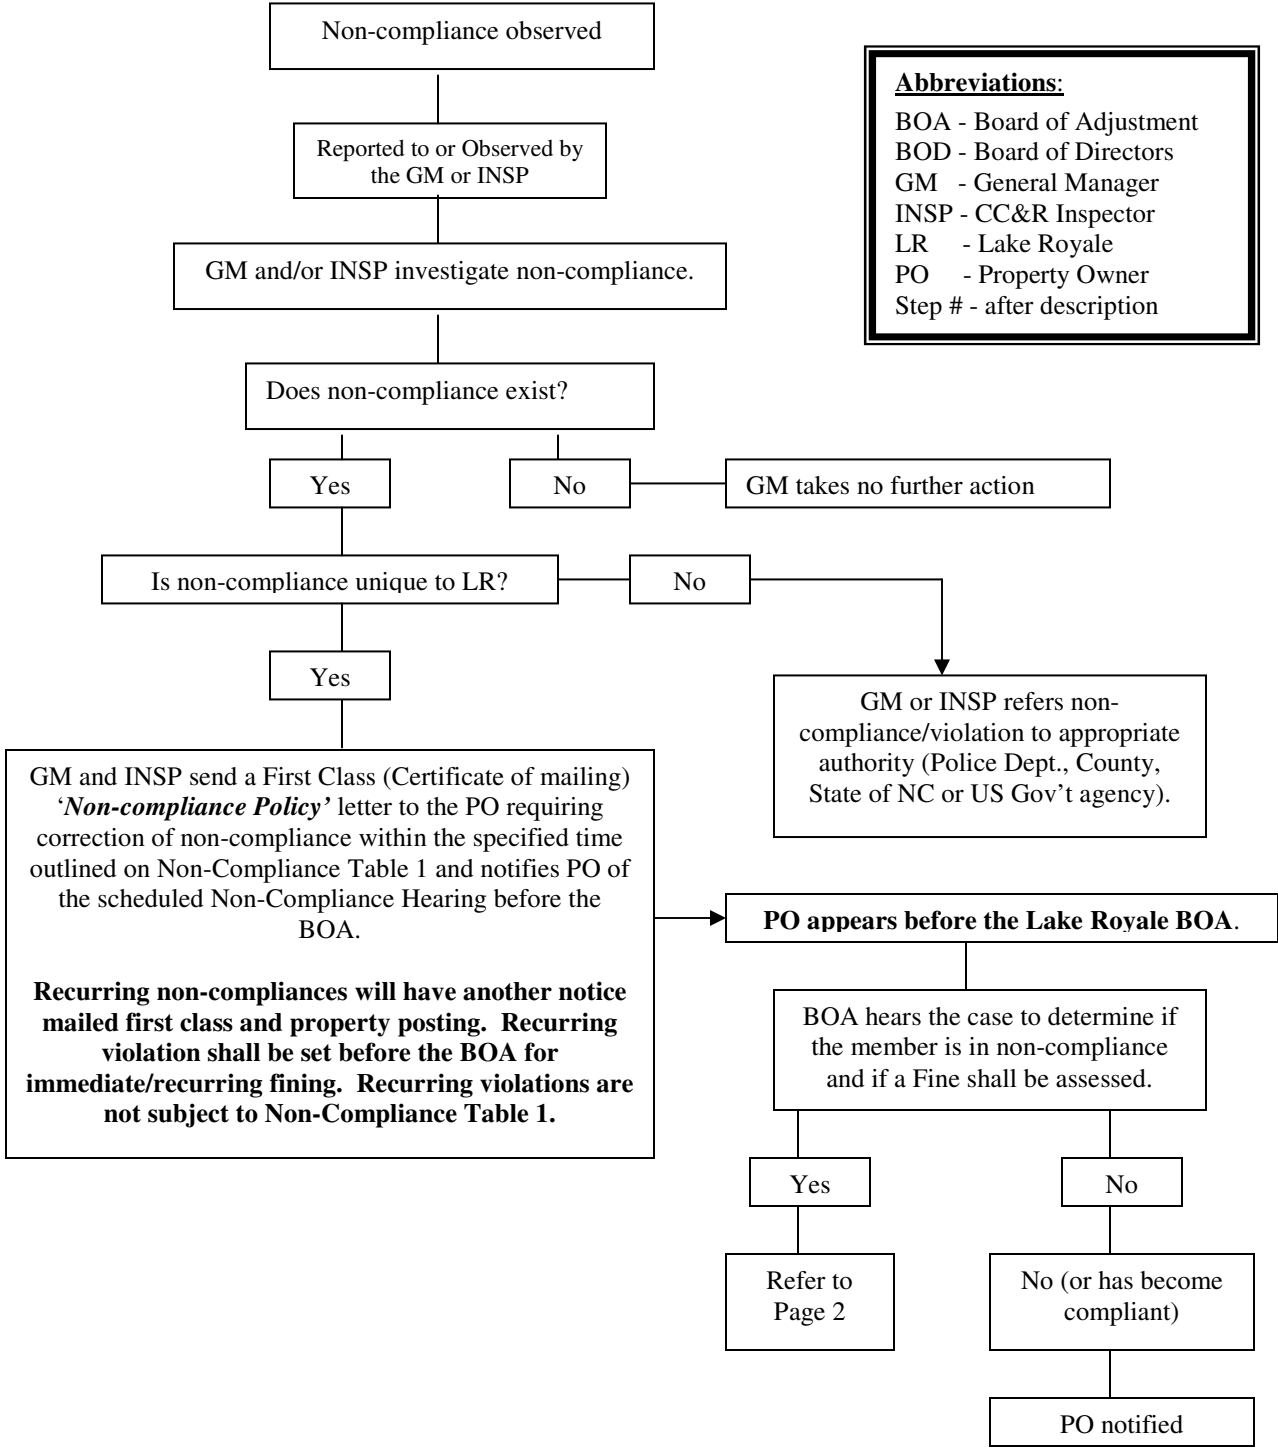 Non-compliance observed
Abbreviations:
BOA - Board of Adjustment
BOD - Board of Directors
GM - General Manager
INSP - CC&R Inspector
LR - Lake Royale
PO - Property Owner
Step # - after description
Reported to or Observed by
the GM or INSP
GM and/or INSP investigate non-compliance.
Does non-compliance exist?
Yes
No
GM takes no further action
Is non-compliance unique to LR?
No
Yes
GM or INSP refers non-
compliance/violation to appropriate
authority (Police Dept., County,
State of NC or US Gov't agency).
GM and INSP send a First Class (Certificate of mailing)
‘Non-compliance Policy’ letter to the PO requiring
correction of non-compliance within the specified time
outlined on Non-Compliance Table 1 and notifies PO of
the scheduled Non-Compliance Hearing before the
BOA.
Recurring non-compliances will have another notice
mailed first class and property posting. Recurring
violation shall be set before the BOA for
immediate/recurring fining. Recurring violations are
not subject to Non-Compliance Table 1.
PO appears before the Lake Royale BOA.
BOA hears the case to determine if
the member is in non-compliance
and if a Fine shall be assessed.
Yes
No
Refer to
Page 2
No (or has become
compliant)
PO notified